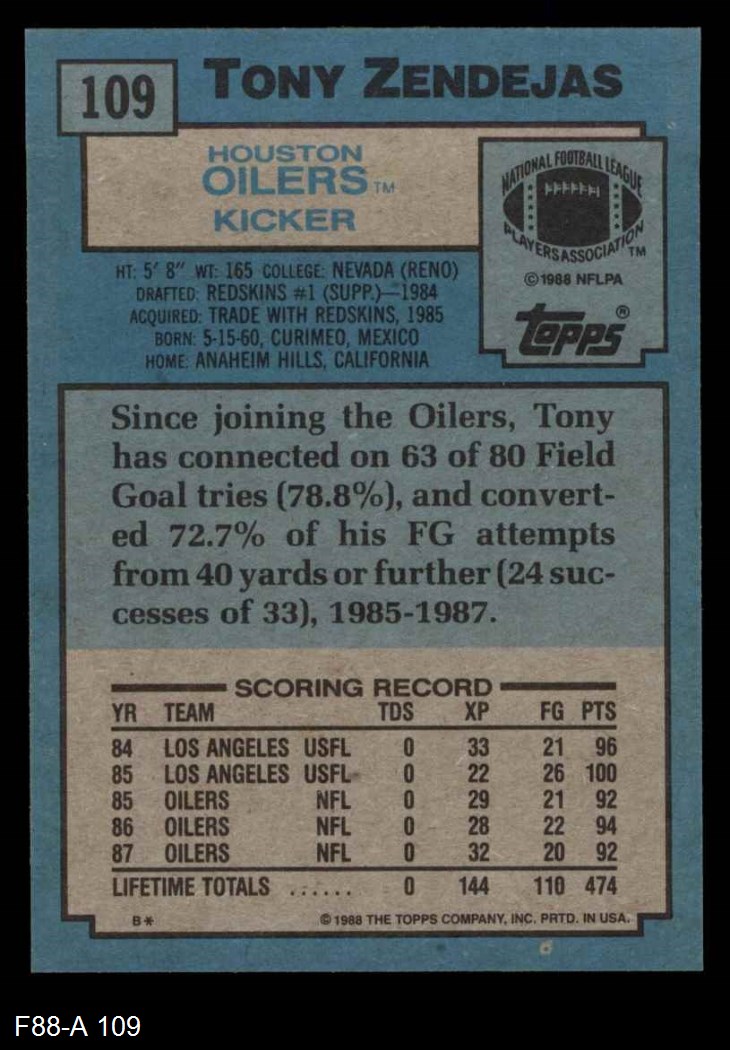 109
TONY ZENDEJAS
HOUSTON
OILERS™
KICKER
NATIONAL FOOTBALL LEAGUE
PLAYERS ASSOCIATION™
©1988 NFLPA
topps®
HT: 5' 8" WT: 165 COLLEGE: NEVADA (RENO)
DRAFTED: REDSKINS #1 (SUPP.)—1984
ACQUIRED: TRADE WITH REDSKINS, 1985
BORN: 5-15-60, CURIMEO, MEXICO
HOME: ANAHEIM HILLS, CALIFORNIA
Since joining the Oilers, Tony
has connected on 63 of 80 Field
Goal tries (78.8%), and convert-
ed 72.7% of his FG attempts
from 40 yards or further (24 suc-
cesses of 33), 1985-1987.
SCORING RECORD
YR TEAM TDS XP FG PTS
84 LOS ANGELES USFL 0 33 21 96
85 LOS ANGELES USFL 0 22 26 100
85 OILERS NFL 0 29 21 92
86 OILERS NFL 0 28 22 94
87 OILERS NFL 0 32 20 92
LIFETIME TOTALS ...... 0 144 110 474
B* ©1988 THE TOPPS COMPANY, INC. PRTD. IN USA.
F88-A 109